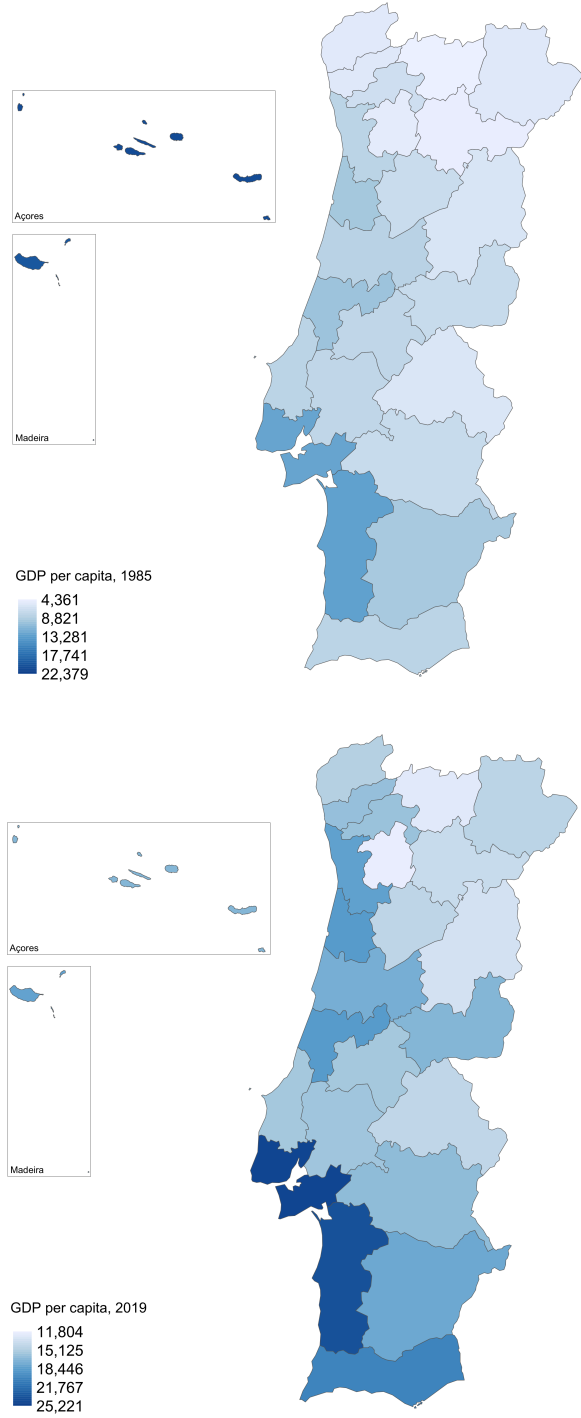 Açores
Madeira
GDP per capita, 1985
4,361
8,821
13,281
17,741
22,379
Açores
Madeira
GDP per capita, 2019
11,804
15,125
18,446
21,767
25,221